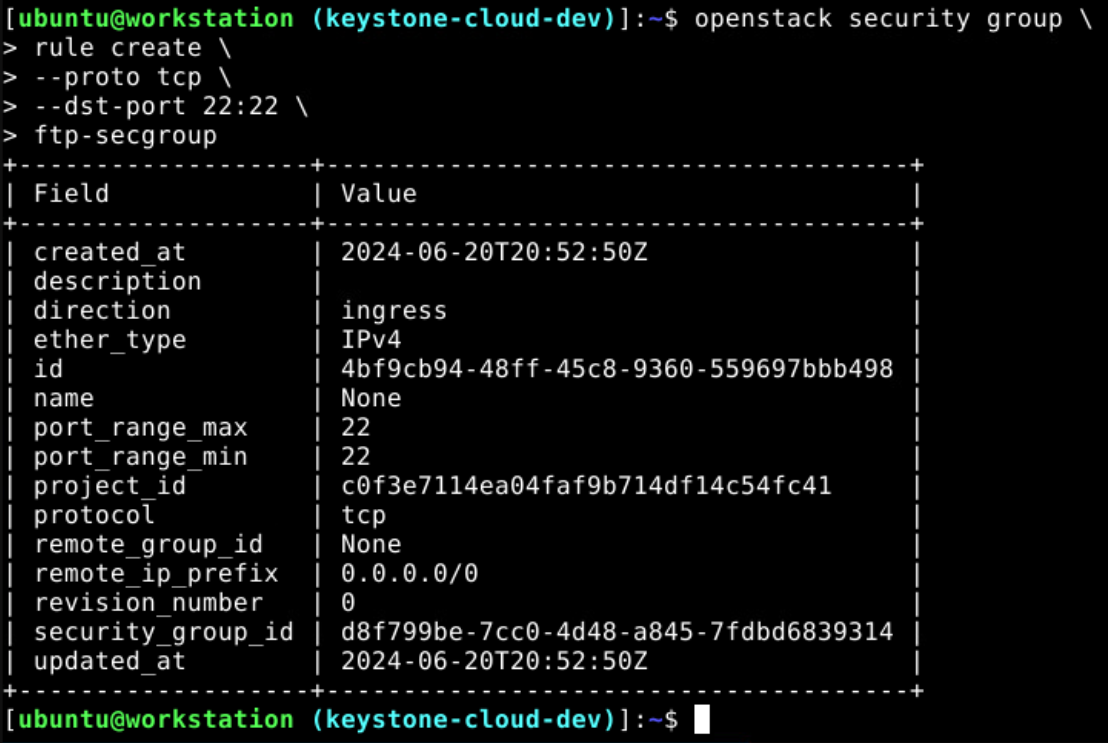 [ubuntu@workstation (keystone-cloud-dev)]:~$ openstack security group \
> rule create \
> --proto tcp \
> --dst-port 22:22 \
> ftp-secgroup
+-------------------+---------------------------------------+
| Field             | Value                                 |
+-------------------+---------------------------------------+
| created_at        | 2024-06-20T20:52:50Z                  |
| description       |                                       |
| direction         | ingress                               |
| ether_type        | IPv4                                  |
| id                | 4bf9cb94-48ff-45c8-9360-559697bbb498 |
| name              | None                                  |
| port_range_max    | 22                                    |
| port_range_min    | 22                                    |
| project_id        | c0f3e7114ea04faf9b714df14c54fc41      |
| protocol          | tcp                                   |
| remote_group_id   | None                                  |
| remote_ip_prefix  | 0.0.0.0/0                             |
| revision_number   | 0                                     |
| security_group_id | d8f799be-7cc0-4d48-a845-7fdbd6839314 |
| updated_at        | 2024-06-20T20:52:50Z                  |
+-------------------+---------------------------------------+
[ubuntu@workstation (keystone-cloud-dev)]:~$